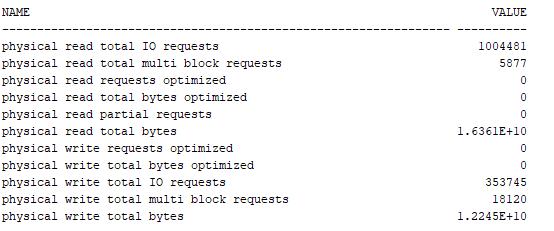 NAME VALUE
---------------------------------------------------------------- ----------
physical read total IO requests 1004481
physical read total multi block requests 5877
physical read requests optimized 0
physical read total bytes optimized 0
physical read partial requests 0
physical read total bytes 1.6361E+10
physical write requests optimized 0
physical write total bytes optimized 0
physical write total IO requests 353745
physical write total multi block requests 18120
physical write total bytes 1.2245E+10